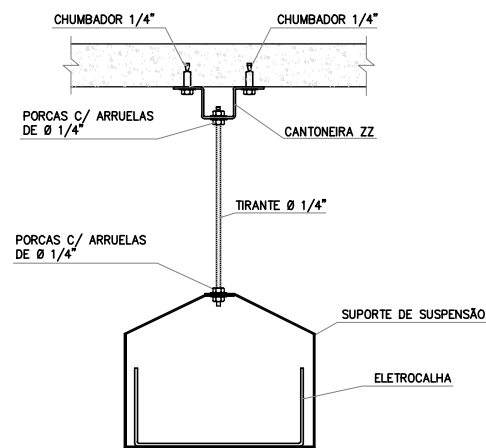 CHUMBADOR 1/4"
CHUMBADOR 1/4"
PORCAS C/ ARRUELAS
DE Ø 1/4"
CANTONEIRA ZZ
TIRANTE Ø 1/4"
PORCAS C/ ARRUELAS
DE Ø 1/4"
SUPORTE DE SUSPENSÃO
ELETROCALHA